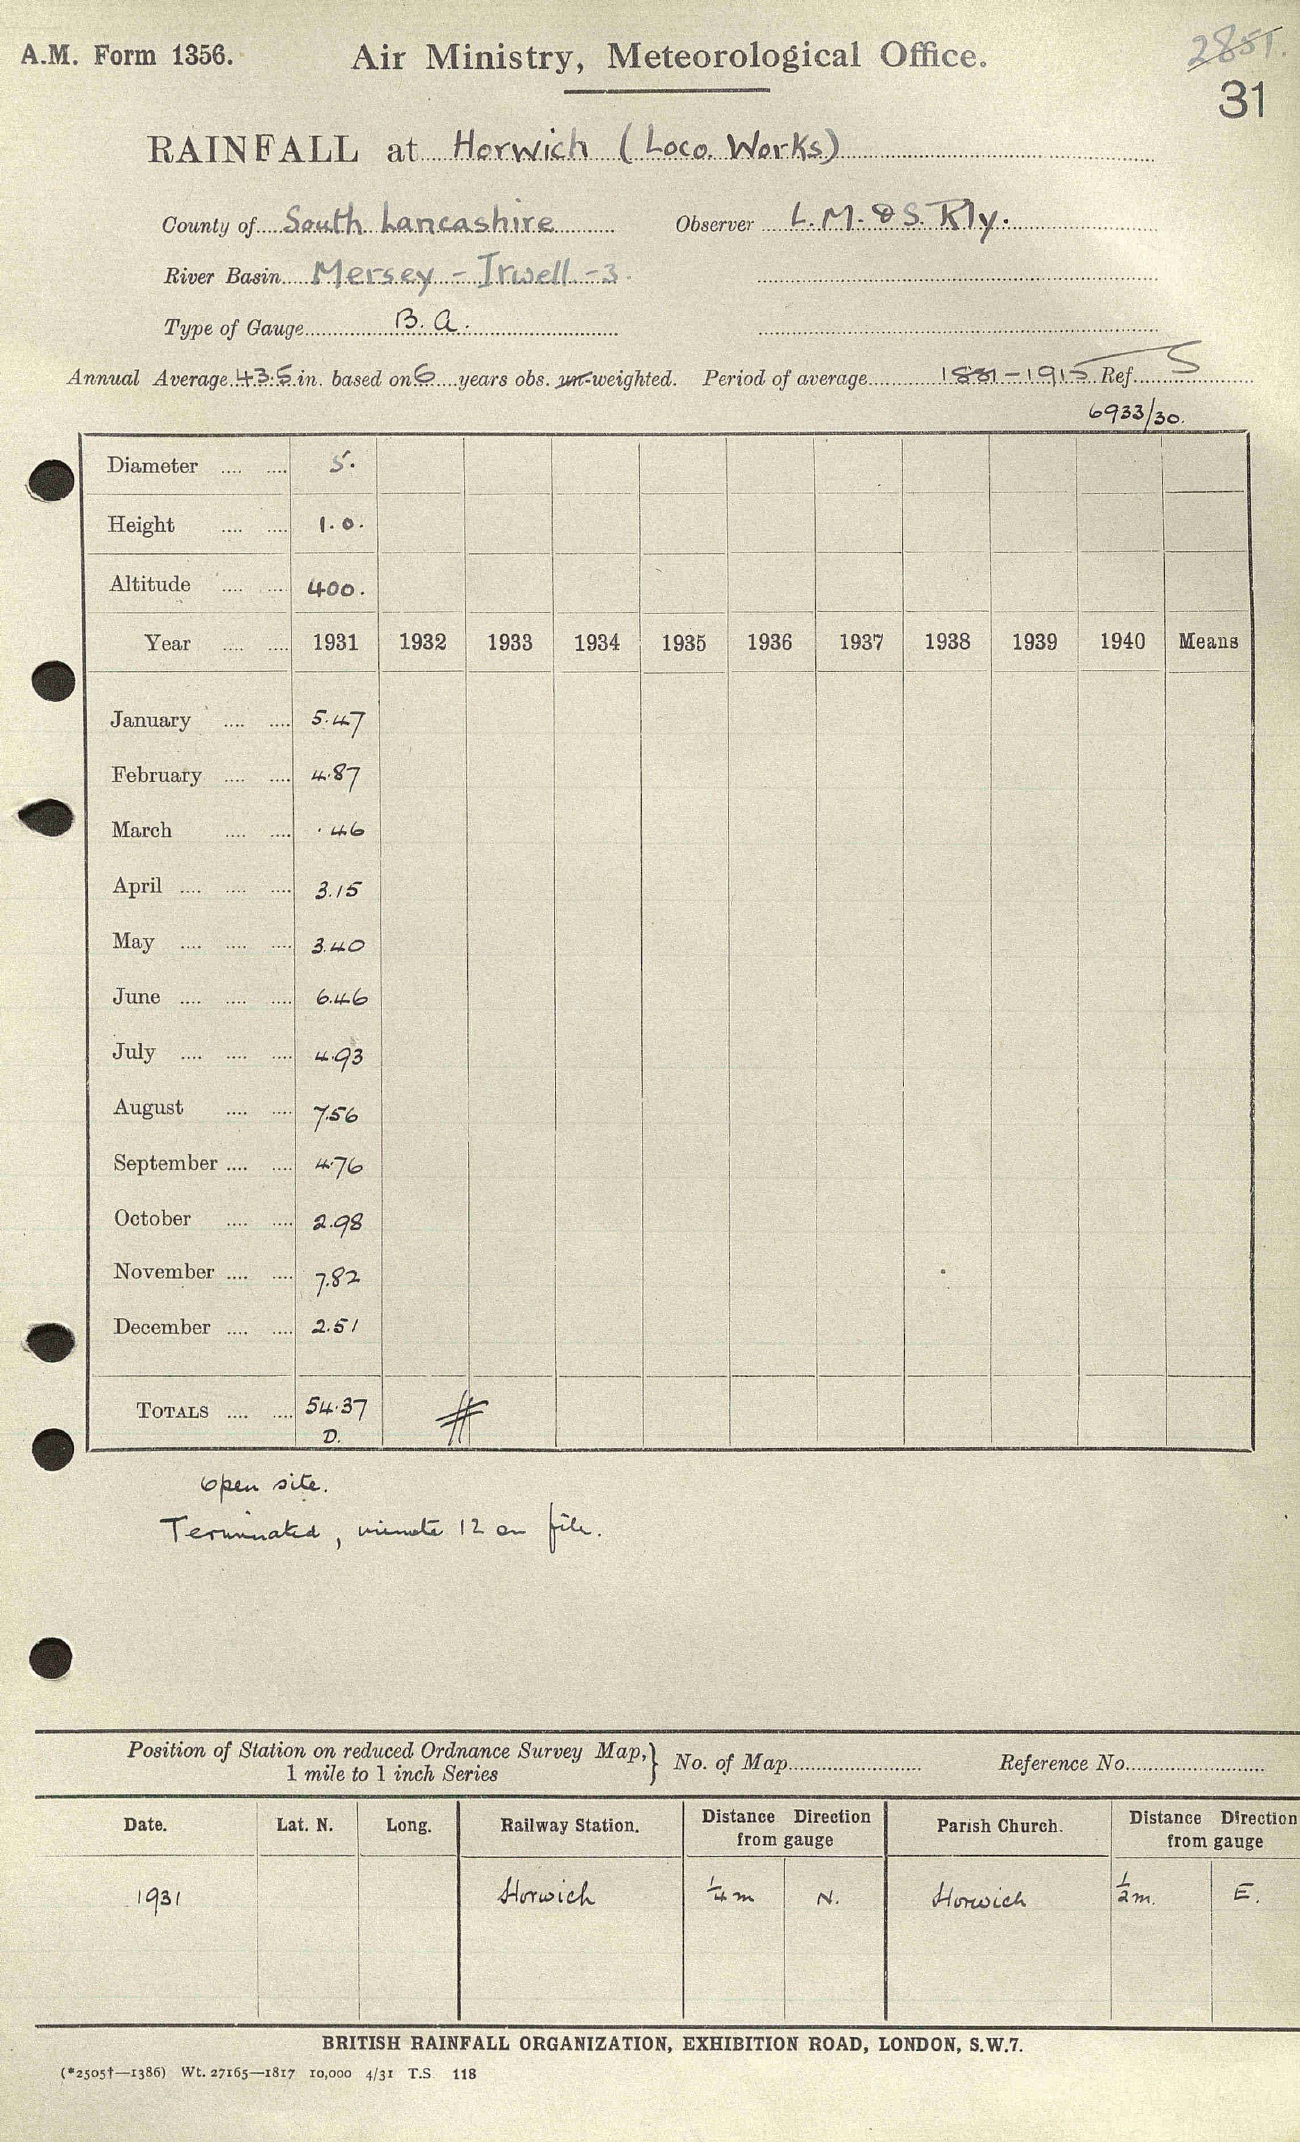 A.M. Form 1356. Air Ministry, Meteorological Office. 2851.
31
RAINFALL at Horwich (Loco. Works)
County of South Lancashire Observer L.M. & S. Rly.
River Basin Mersey - Irwell - 3.
Type of Gauge B.A.
Annual Average 43.5 in. based on 6 years obs. un-weighted. Period of average 1881-1915 Ref. S
6933/30.
Diameter .... .... 5.
Height .... .... 1.0.
Altitude .... .... 400.
Year .... .... 1931 1932 1933 1934 1935 1936 1937 1938 1939 1940 Means
January .... .... 5.47
February .... .... 4.87
March .... .... .46
April .... .... .... 3.15
May .... .... .... 3.40
June .... .... .... 6.46
July .... .... .... 4.93
August .... .... 7.56
September .... .... 4.76
October .... .... 2.98
November .... .... 7.82
December .... .... 2.51
TOTALS .... .... 54.37
D.
Open site.
Terminated, minute 12 on file.
Position of Station on reduced Ordnance Survey Map, } No. of Map Reference No.
1 mile to 1 inch Series
Date. Lat. N. Long. Railway Station. Distance Direction from gauge Parish Church. Distance Direction from gauge
1931 Horwich 1/4 m N. Horwich 1/2 m. E.
BRITISH RAINFALL ORGANIZATION, EXHIBITION ROAD, LONDON, S.W.7.
(*2505†—1386) Wt. 27165—1817 10,000 4/31 T.S. 118